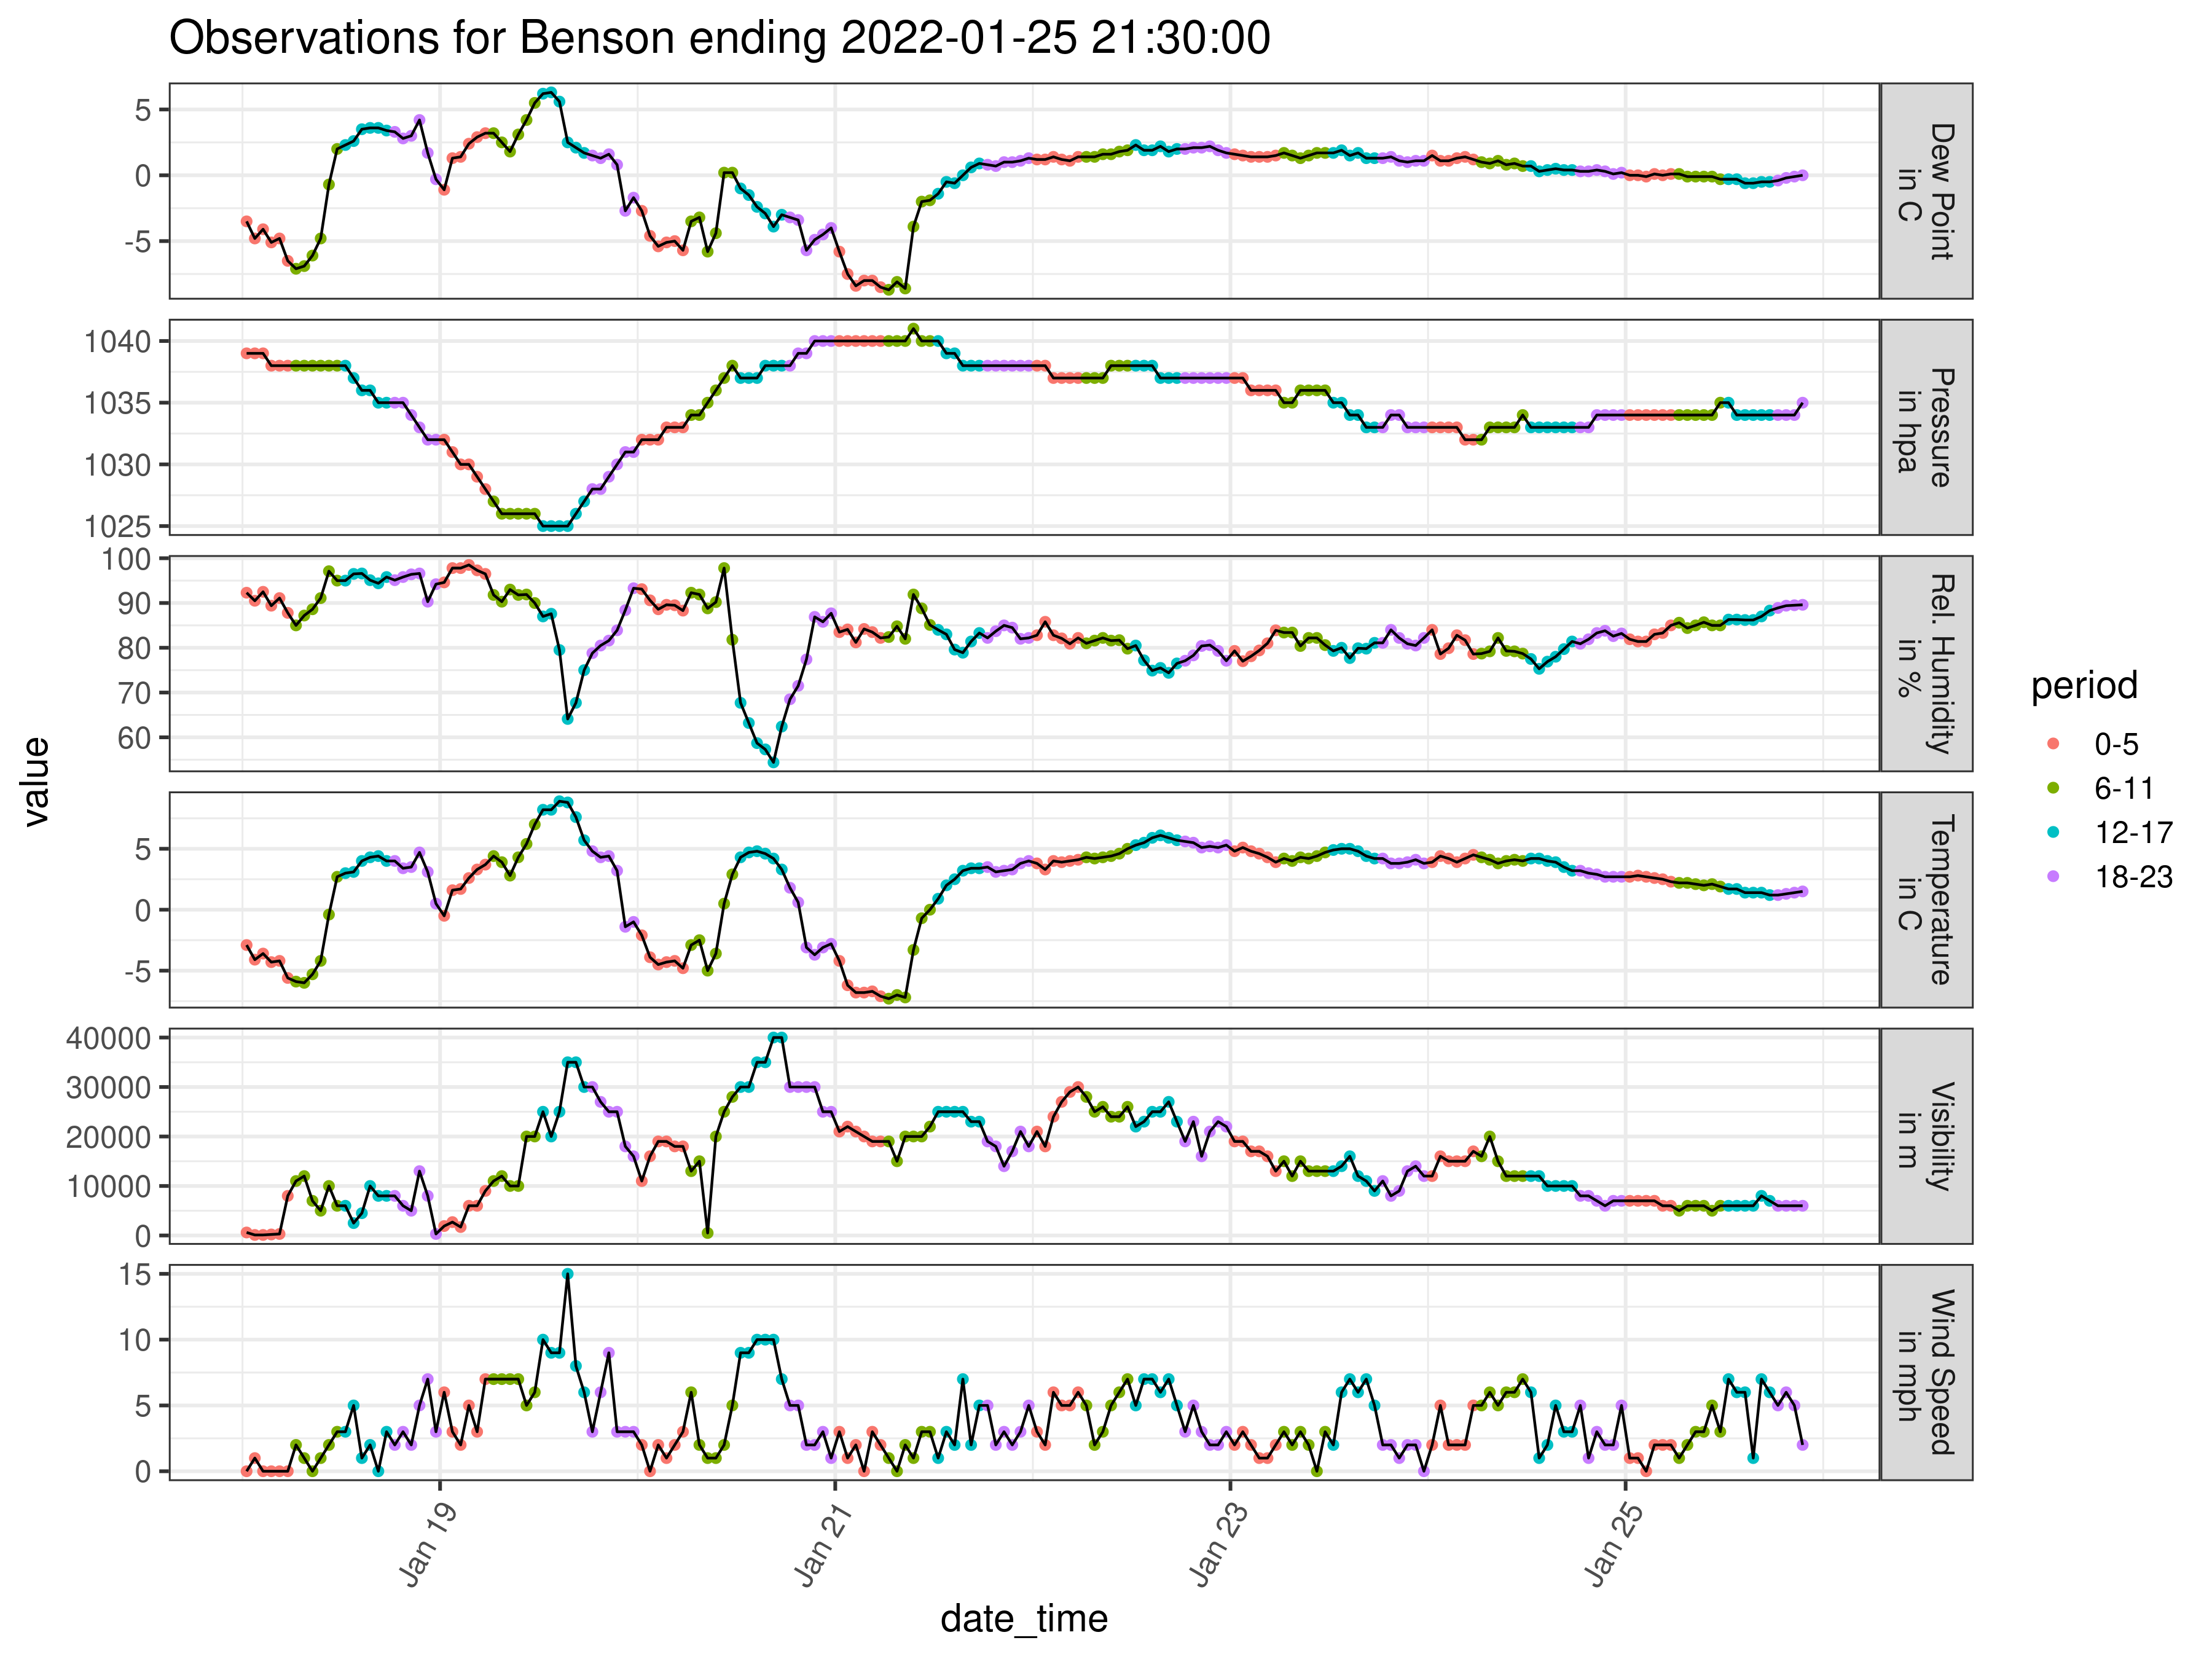 Observations for Benson ending 2022-01-25 21:30:00
5
0
-5
Dew Point
in C
1040
1035
1030
1025
Pressure
in hpa
100
90
80
70
60
Rel. Humidity
in %
5
0
-5
Temperature
in C
40000
30000
20000
10000
0
Visibility
in m
15
10
5
0
Wind Speed
in mph
value
Jan 19
Jan 21
Jan 23
Jan 25
date_time
period
0-5
6-11
12-17
18-23